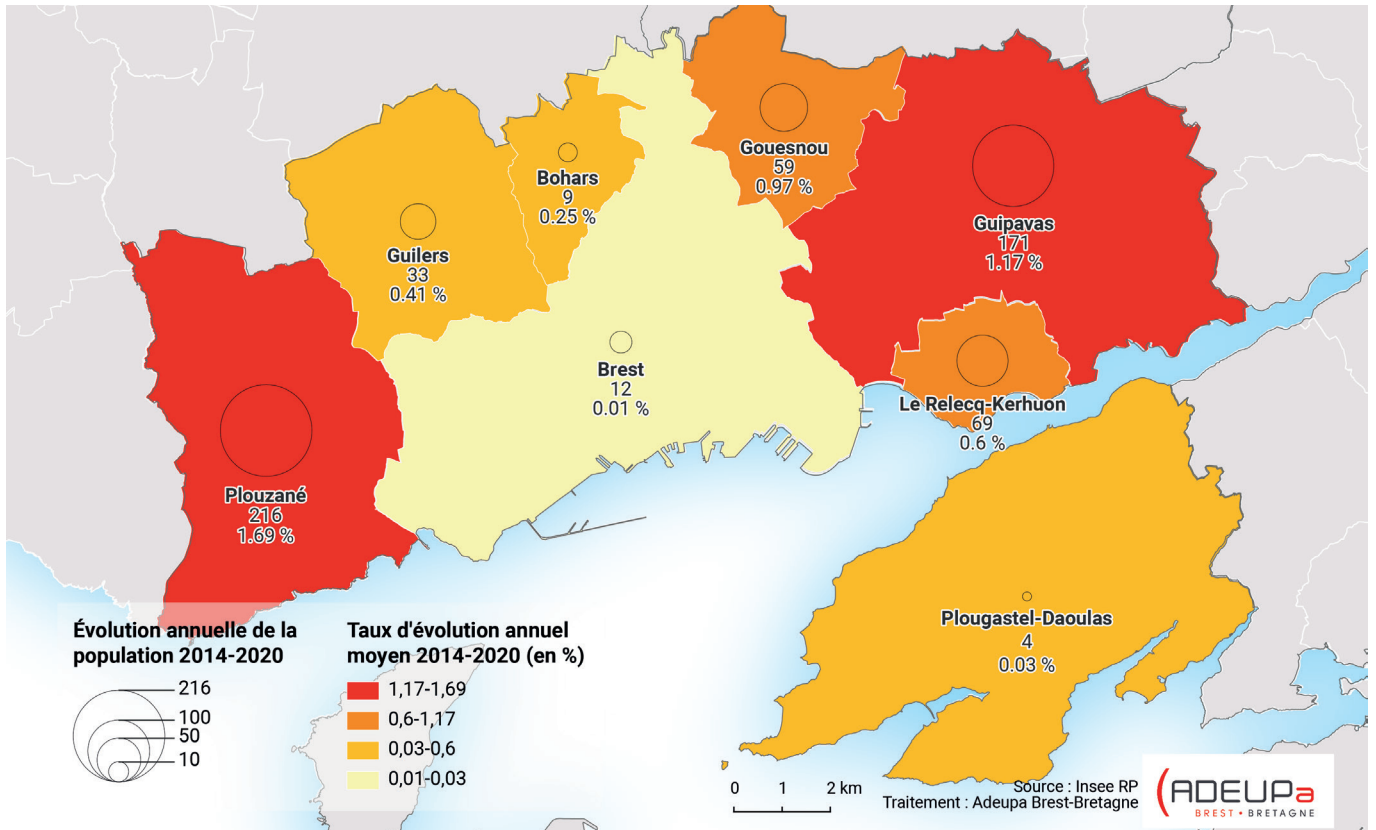 Gouesnou
59
0.97 %
Bohars
9
0.25 %
Guipavas
171
1.17 %
Guilers
33
0.41 %
Brest
12
0.01 %
Le Relecq-Kerhuon
69
0.6 %
Plouzané
216
1.69 %
Plougastel-Daoulas
4
0.03 %
Évolution annuelle de la
population 2014-2020
216
100
50
10
Taux d'évolution annuel
moyen 2014-2020 (en %)
1,17-1,69
0,6-1,17
0,03-0,6
0,01-0,03
0 1 2 km
Source : Insee RP
Traitement : Adeupa Brest-Bretagne
ADEUPa
BREST • BRETAGNE